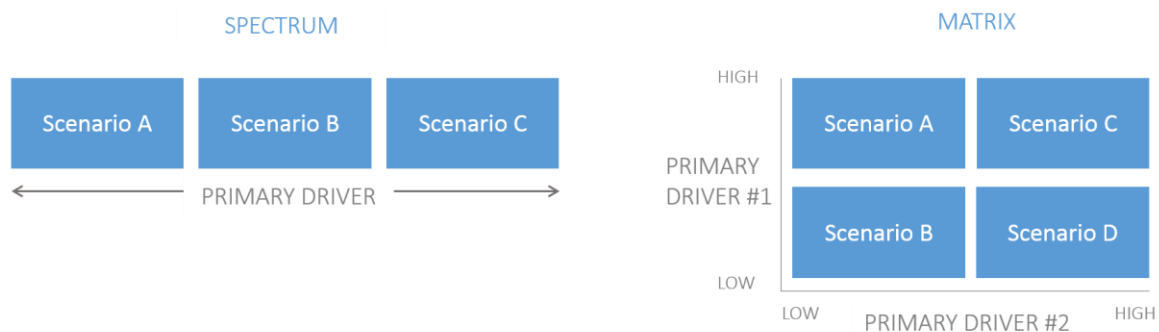 SPECTRUM
Scenario A
Scenario B
Scenario C
PRIMARY DRIVER
MATRIX
HIGH
Scenario A
Scenario C
PRIMARY
DRIVER #1
Scenario B
Scenario D
LOW
LOW
PRIMARY DRIVER #2
HIGH